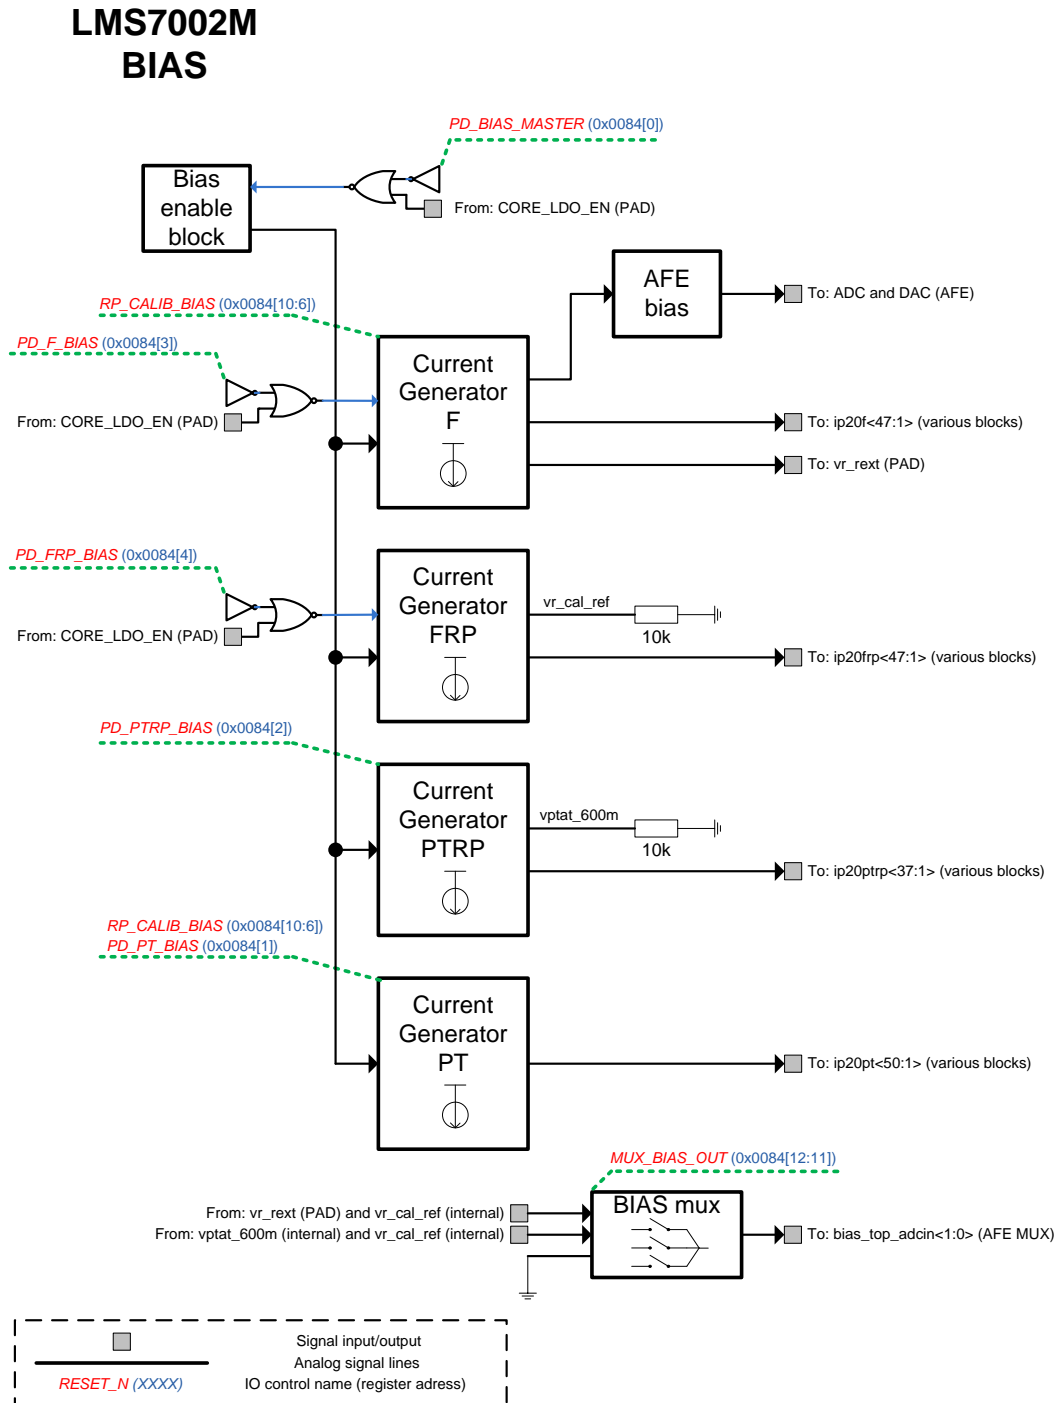 LMS7002M
BIAS
PD_BIAS_MASTER (0x0084[0])
Bias
enable
block
From: CORE_LDO_EN (PAD)
AFE
bias
To: ADC and DAC (AFE)
RP_CALIB_BIAS (0x0084[10:6])
PD_F_BIAS (0x0084[3])
From: CORE_LDO_EN (PAD)
Current
Generator
F
To: ip20f<47:1> (various blocks)
To: vr_rext (PAD)
PD_FRP_BIAS (0x0084[4])
From: CORE_LDO_EN (PAD)
Current
Generator
FRP
vr_cal_ref
10k
To: ip20frp<47:1> (various blocks)
PD_PTRP_BIAS (0x0084[2])
Current
Generator
PTRP
vptat_600m
10k
To: ip20ptrp<37:1> (various blocks)
RP_CALIB_BIAS (0x0084[10:6])
PD_PT_BIAS (0x0084[1])
Current
Generator
PT
To: ip20pt<50:1> (various blocks)
MUX_BIAS_OUT (0x0084[12:11])
BIAS mux
From: vr_rext (PAD) and vr_cal_ref (internal)
From: vptat_600m (internal) and vr_cal_ref (internal)
To: bias_top_adcin<1:0> (AFE MUX)
Signal input/output
Analog signal lines
RESET_N (XXXX) IO control name (register adress)